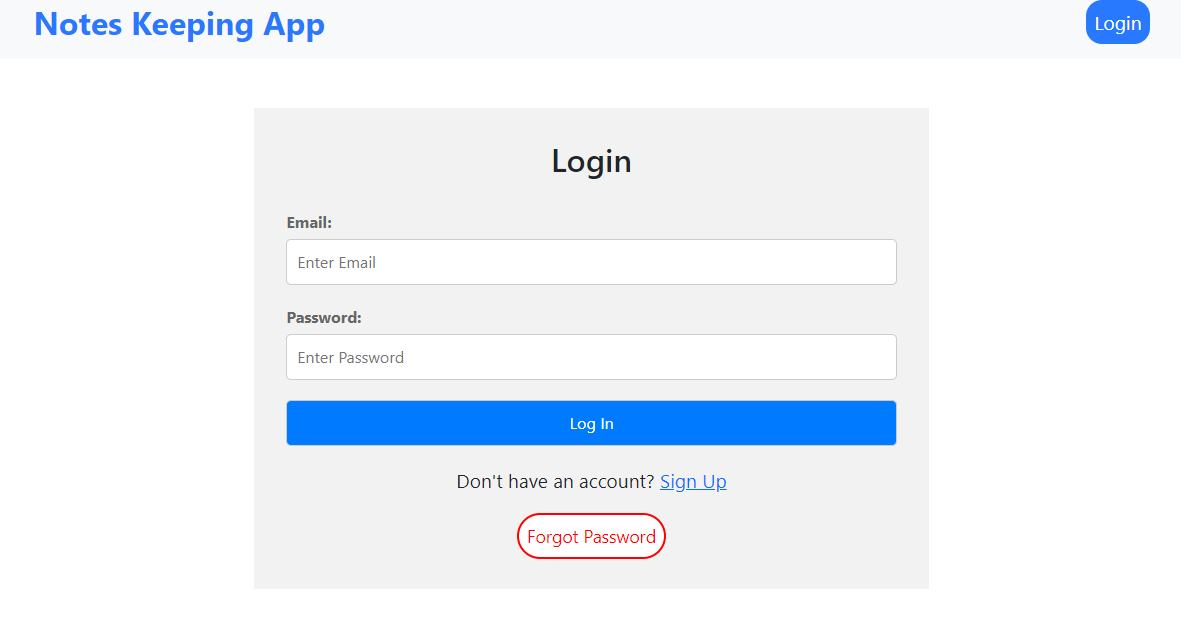 Notes Keeping App
Login
Login
Email:
Enter Email
Password:
Enter Password
Log In
Don't have an account? Sign Up
Forgot Password